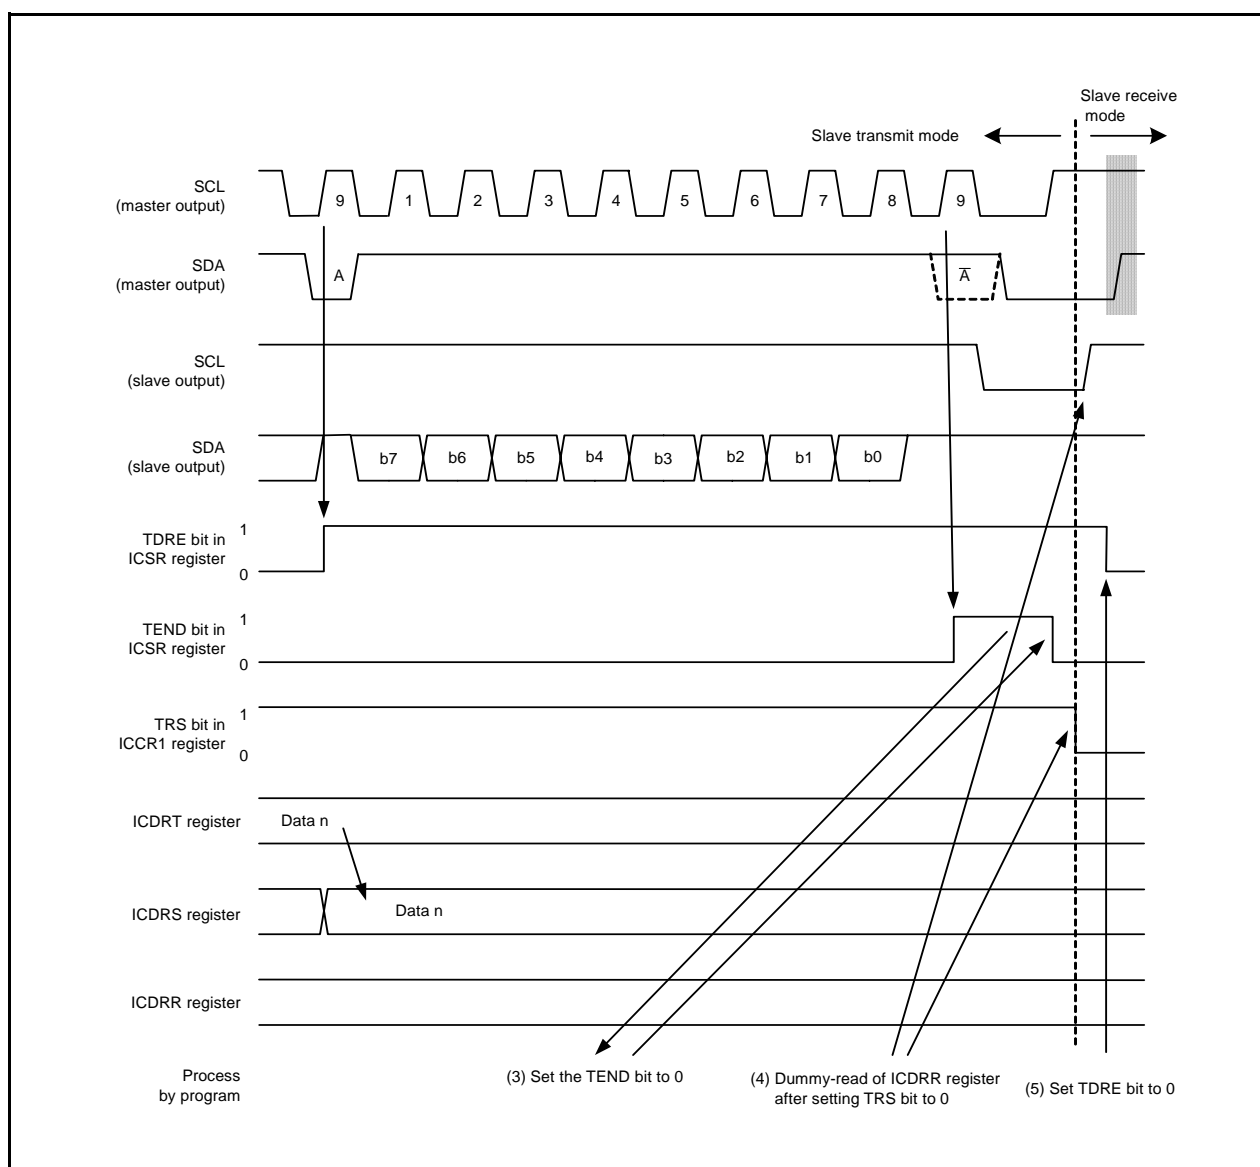 Slave receive
mode
Slave transmit mode
SCL
(master output)
9 1 2 3 4 5 6 7 8 9
SDA
(master output)
A A̅
SCL
(slave output)
SDA
(slave output)
b7 b6 b5 b4 b3 b2 b1 b0
TDRE bit in
ICSR register
1
0
TEND bit in
ICSR register
1
0
TRS bit in
ICCR1 register
1
0
ICDRT register
Data n
ICDRS register
Data n
ICDRR register
Process
by program
(3) Set the TEND bit to 0
(4) Dummy-read of ICDRR register
after setting TRS bit to 0
(5) Set TDRE bit to 0